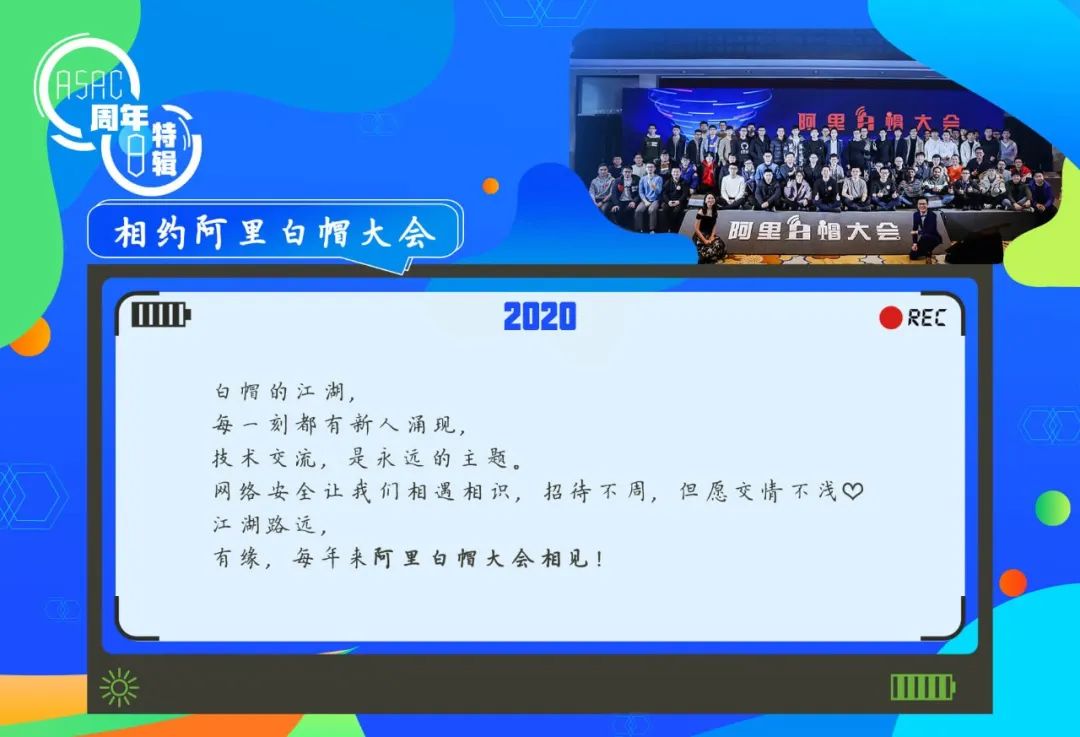 ASAC
周年
特辑
阿里白帽大会
阿里白帽大会
相约阿里白帽大会
2020
REC
白帽的江湖,
每一刻都有新人涌现,
技术交流, 是永远的主题。
网络安全让我们相遇相识, 招待不周, 但愿交情不浅♡
江湖路远,
有缘, 每年来阿里白帽大会相见!